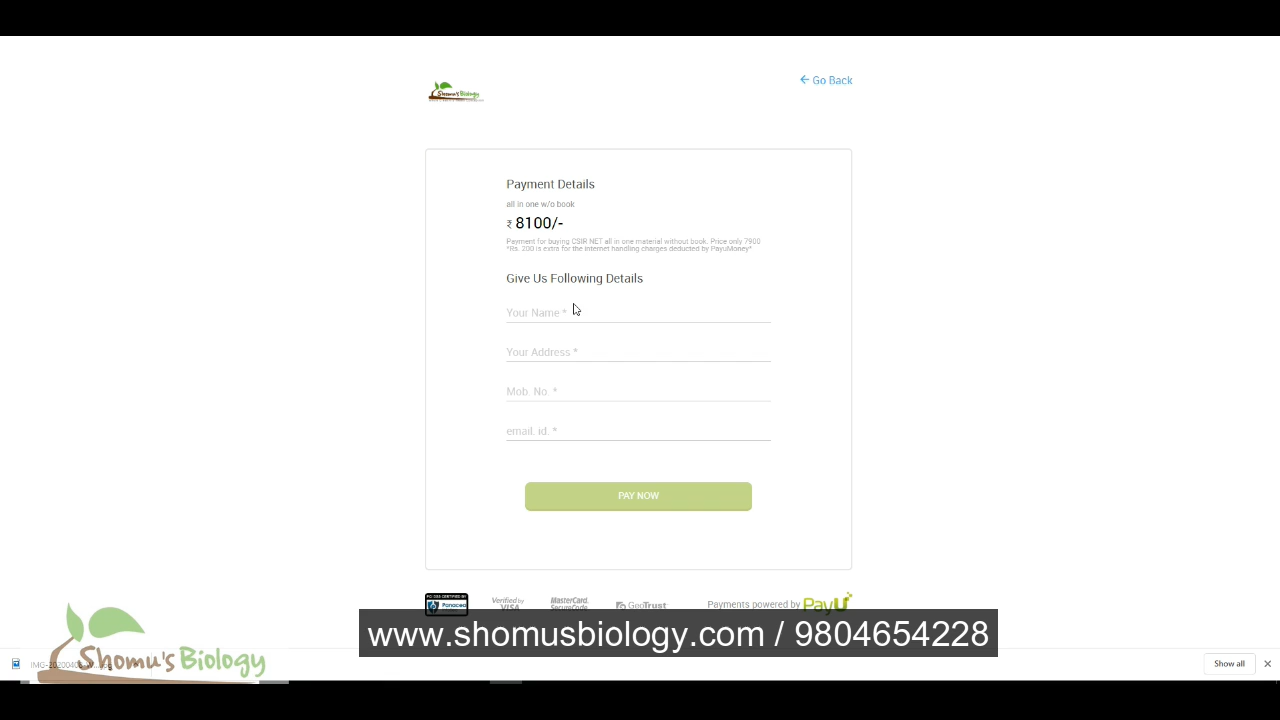 Shomu's Biology
← Go Back
Payment Details
all in one w/o book
₹ 8100/-
Payment for buying CSIR NET all in one material without book. Price only 7900
*Rs. 200 is extra for the internet handling charges deducted by PayuMoney*
Give Us Following Details
Your Name *
Your Address *
Mob. No. *
email. id. *
PAY NOW
Panacea
Verified by
VISA
MasterCard.
SecureCode
GeoTrust
Payments powered by PayU
www.shomusbiology.com / 9804654228
Shomu's Biology
Show all